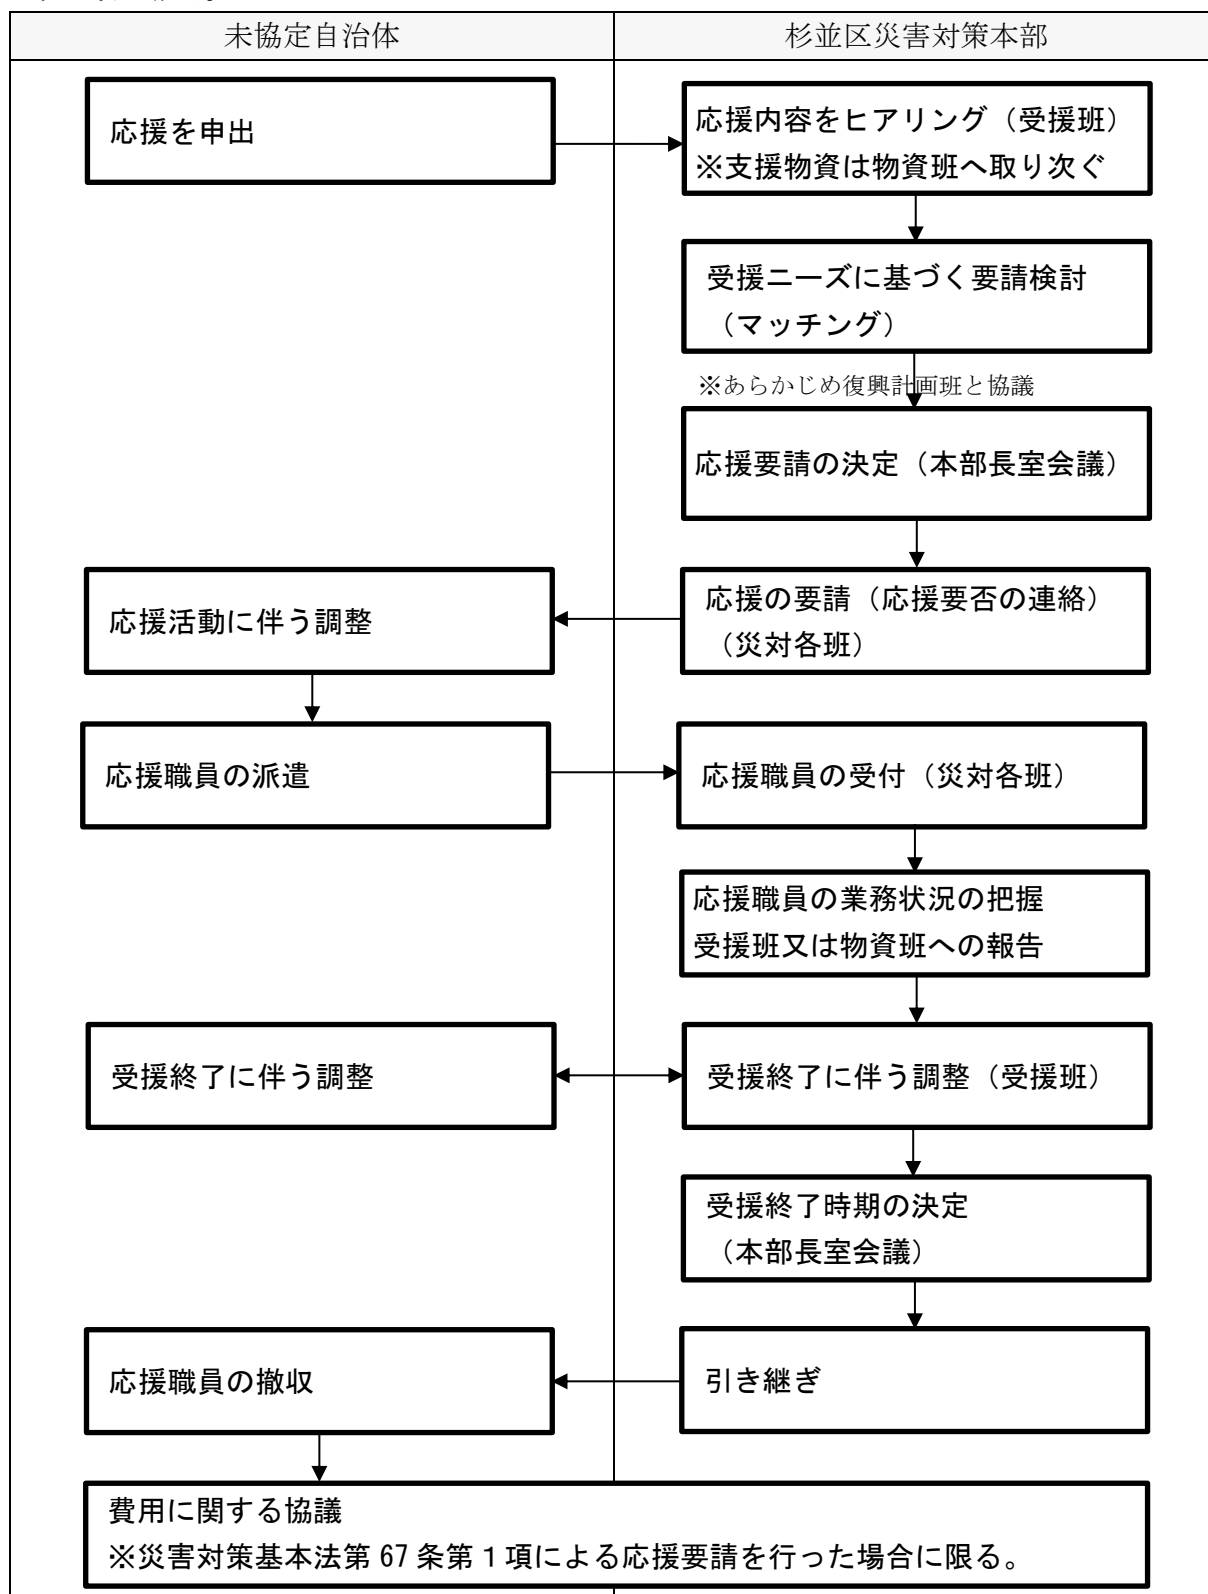 未協定自治体
杉並区災害対策本部
応援を申出
応援内容をヒアリング（受援班）
※支援物資は物資班へ取り次ぐ
受援ニーズに基づく要請検討
（マッチング）
※あらかじめ復興計画班と協議
応援要請の決定（本部長室会議）
応援の要請（応援要否の連絡）
（災対各班）
応援活動に伴う調整
応援職員の派遣
応援職員の受付（災対各班）
応援職員の業務状況の把握
受援班又は物資班への報告
受援終了に伴う調整
受援終了に伴う調整（受援班）
受援終了時期の決定
（本部長室会議）
応援職員の撤収
引き継ぎ
費用に関する協議
※災害対策基本法第 67 条第 1 項による応援要請を行った場合に限る。